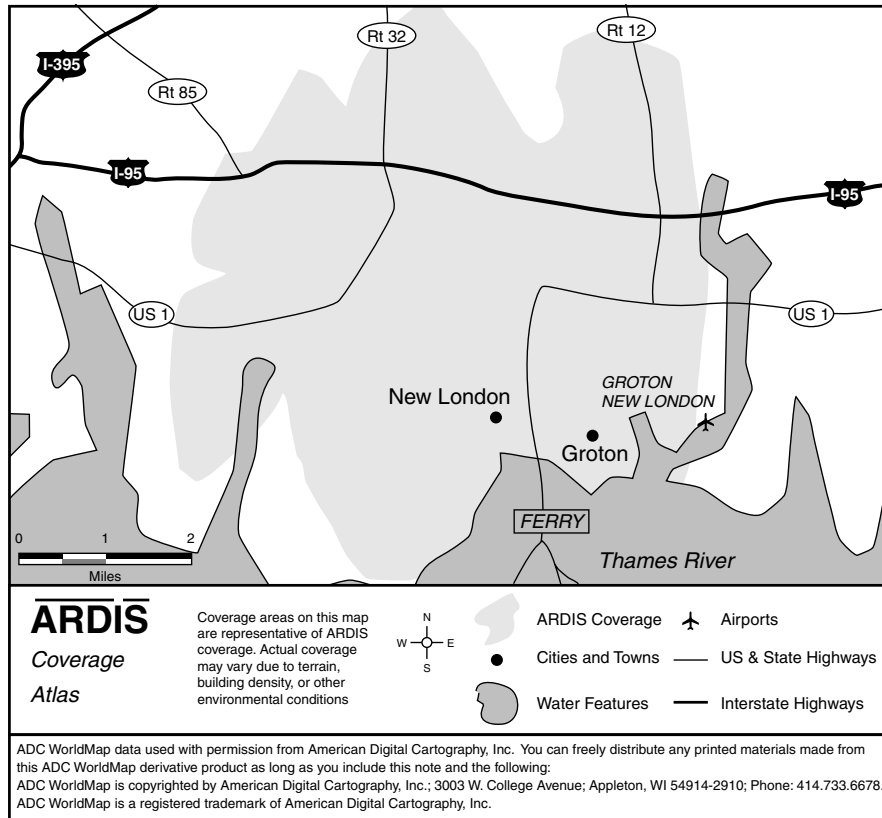 Rt 32
Rt 12
I-395
Rt 85
I-95
I-95
US 1
US 1
GROTON
NEW LONDON
New London
Groton
FERRY
Thames River
0 1 2
Miles
ARDIS
Coverage
Atlas
Coverage areas on this map
are representative of ARDIS
coverage. Actual coverage
may vary due to terrain,
building density, or other
environmental conditions
N
W E
S
ARDIS Coverage
Airports
Cities and Towns
US & State Highways
Water Features
Interstate Highways
ADC WorldMap data used with permission from American Digital Cartography, Inc. You can freely distribute any printed materials made from
this ADC WorldMap derivative product as long as you include this note and the following:
ADC WorldMap is copyrighted by American Digital Cartography, Inc.; 3003 W. College Avenue; Appleton, WI 54914-2910; Phone: 414.733.6678.
ADC WorldMap is a registered trademark of American Digital Cartography, Inc.